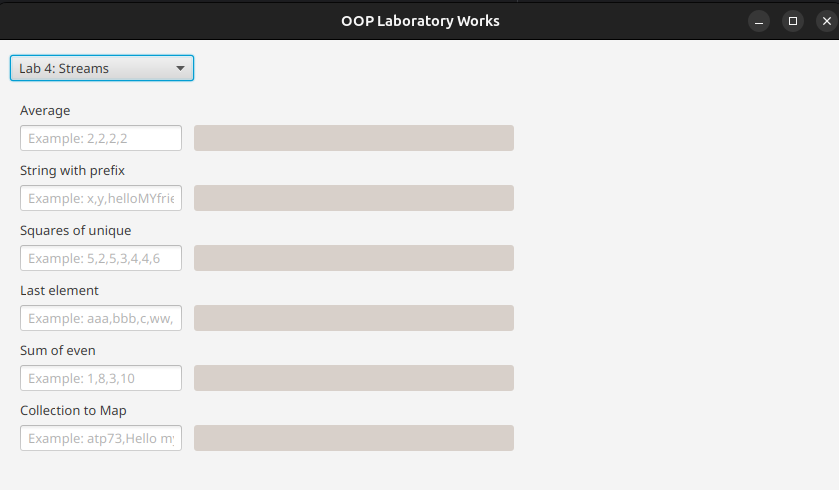 OOP Laboratory Works
Lab 4: Streams
Average
Example: 2,2,2,2
String with prefix
Example: x,y,helloMYfrie
Squares of unique
Example: 5,2,5,3,4,4,6
Last element
Example: aaa,bbb,c,ww,
Sum of even
Example: 1,8,3,10
Collection to Map
Example: atp73,Hello my